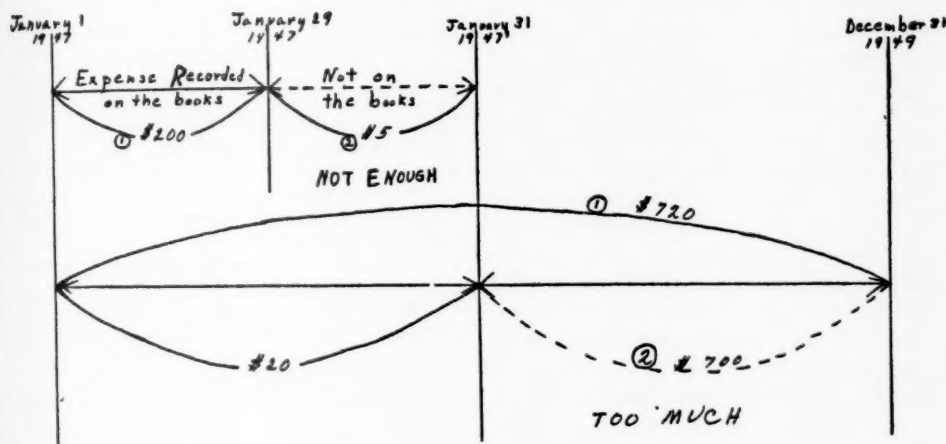 January 1
1947
January 29
1947
January 31
1947
December 31
1949
Expense Recorded
on the books
Not on
the books
① $200
② $5
NOT ENOUGH
① $720
$20
② $700
TOO MUCH